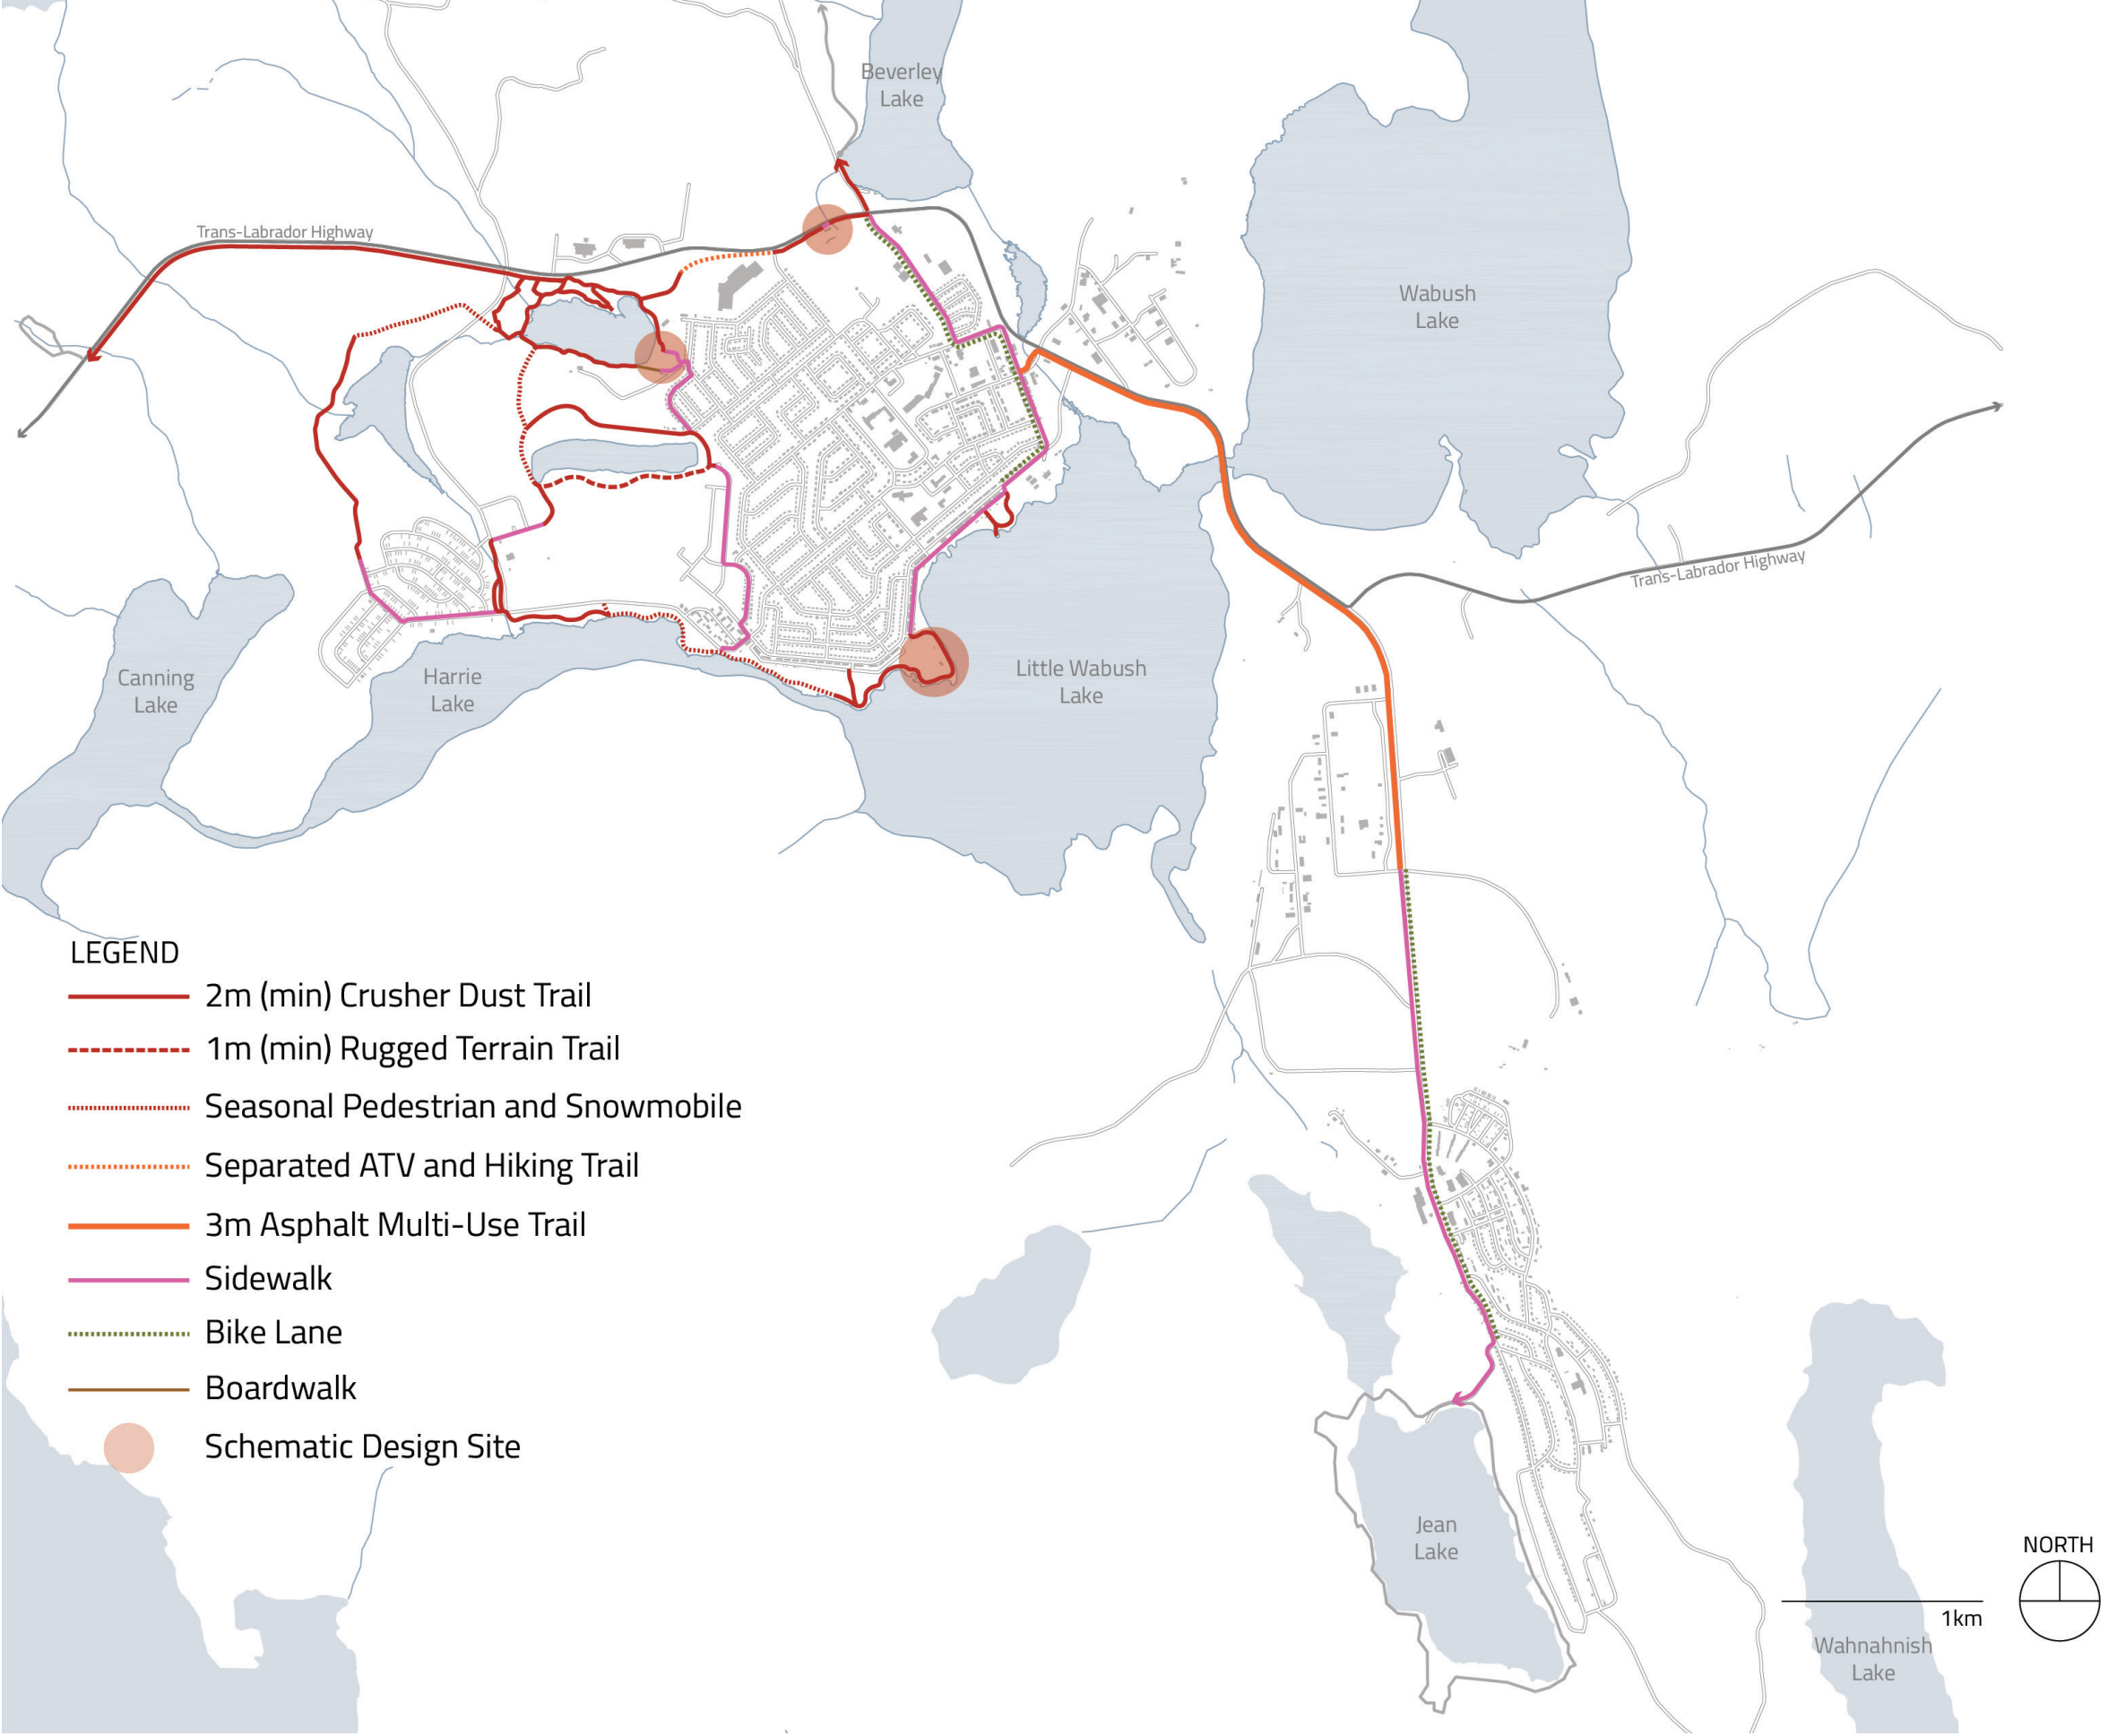 Beverley
Lake
Trans-Labrador Highway
Wabush
Lake
Trans-Labrador Highway
Canning
Lake
Harrie
Lake
Little Wabush
Lake
LEGEND
2m (min) Crusher Dust Trail
1m (min) Rugged Terrain Trail
Seasonal Pedestrian and Snowmobile
Separated ATV and Hiking Trail
3m Asphalt Multi-Use Trail
Sidewalk
Bike Lane
Boardwalk
Schematic Design Site
Jean
Lake
NORTH
1km
Wahnahnish
Lake